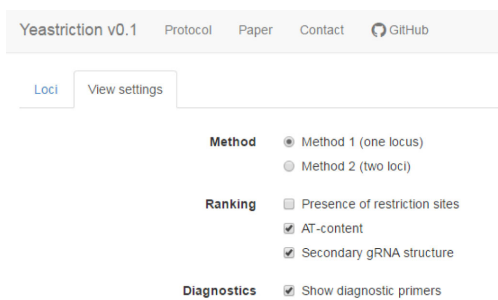 Yeastriction v0.1 Protocol Paper Contact GitHub
Loci View settings
Method Method 1 (one locus)
Method 2 (two loci)
Ranking Presence of restriction sites
AT-content
Secondary gRNA structure
Diagnostics Show diagnostic primers